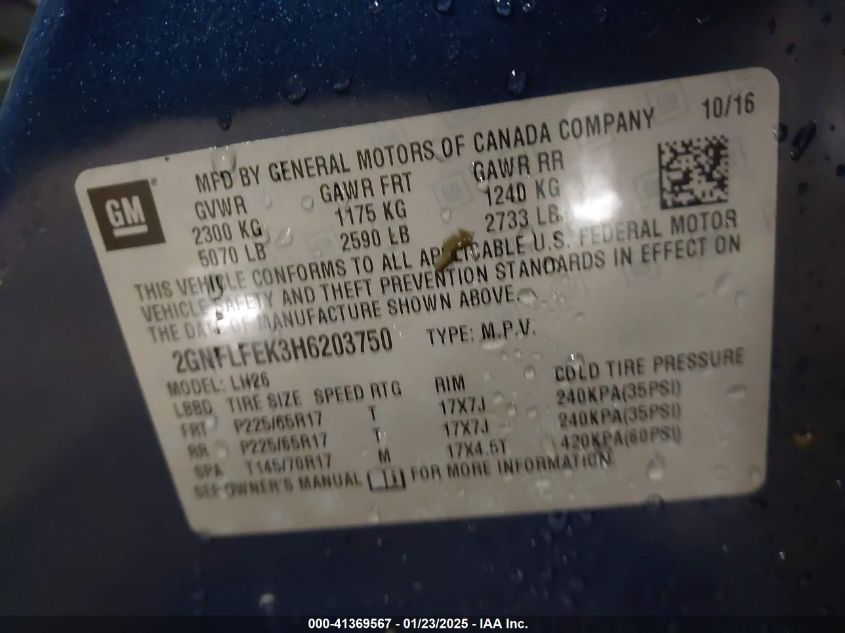 10/16
MFD BY GENERAL MOTORS OF CANADA COMPANY
GM
GVWR GAWR FRT GAWR RR
2300 KG 1175 KG 1240 KG
5070 LB 2590 LB 2733 LB
THIS VEHICLE CONFORMS TO ALL APPLICABLE U.S. FEDERAL MOTOR
VEHICLE SAFETY AND THEFT PREVENTION STANDARDS IN EFFECT ON
THE DATE OF MANUFACTURE SHOWN ABOVE.
2GNFLFEK3H6203750 TYPE: M.P.V.
MODEL: LH26
LBBD TIRE SIZE SPEED RTG RIM COLD TIRE PRESSURE
FRT P225/65R17 T 17X7J 240KPA(35PSI)
RR P225/65R17 T 17X7J 240KPA(35PSI)
SPA T145/70R17 M 17X4.5T 420KPA(60PSI)
SEE OWNER'S MANUAL FOR MORE INFORMATION.
000-41369567 - 01/23/2025 - IAA Inc.